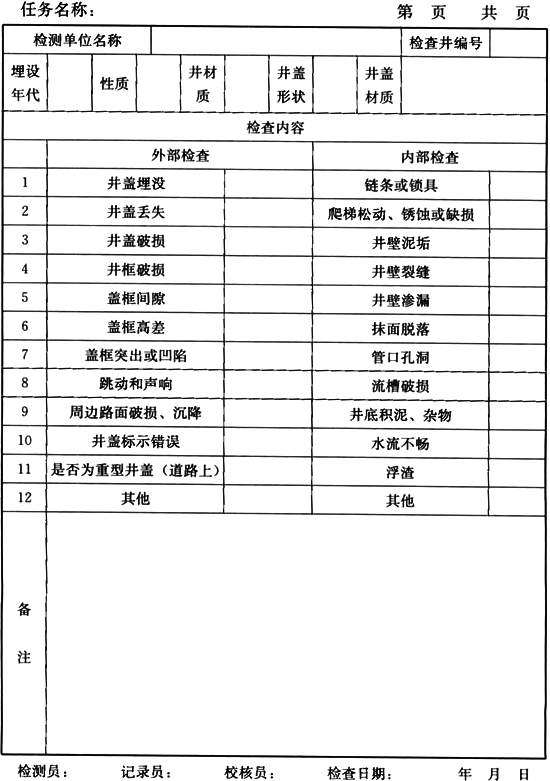 任务名称： 第 页 共 页
检测单位名称 检查井编号
埋设年代 性质 井材质 井盖形状 井盖材质
检查内容
外部检查 内部检查
1 井盖埋没 链条或锁具
2 井盖丢失 爬梯松动、锈蚀或缺损
3 井盖破损 井壁泥垢
4 井框破损 井壁裂缝
5 盖框间隙 井壁渗漏
6 盖框高差 抹面脱落
7 盖框突出或凹陷 管口孔洞
8 跳动和声响 流槽破损
9 周边路面破损、沉降 井底积泥、杂物
10 井盖标示错误 水流不畅
11 是否为重型井盖（道路上） 浮渣
12 其他 其他
备注
检测员： 记录员： 校核员： 检查日期： 年 月 日